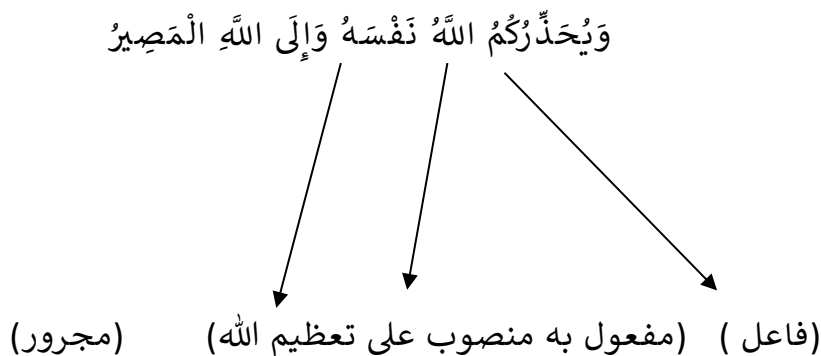 وَيُحَذِّرُكُمُ اللَّهُ نَفْسَهُ وَإِلَى اللَّهِ الْمَصِيرُ
(فاعل ) (مفعول به منصوب على تعظيم الله) (مجرور)